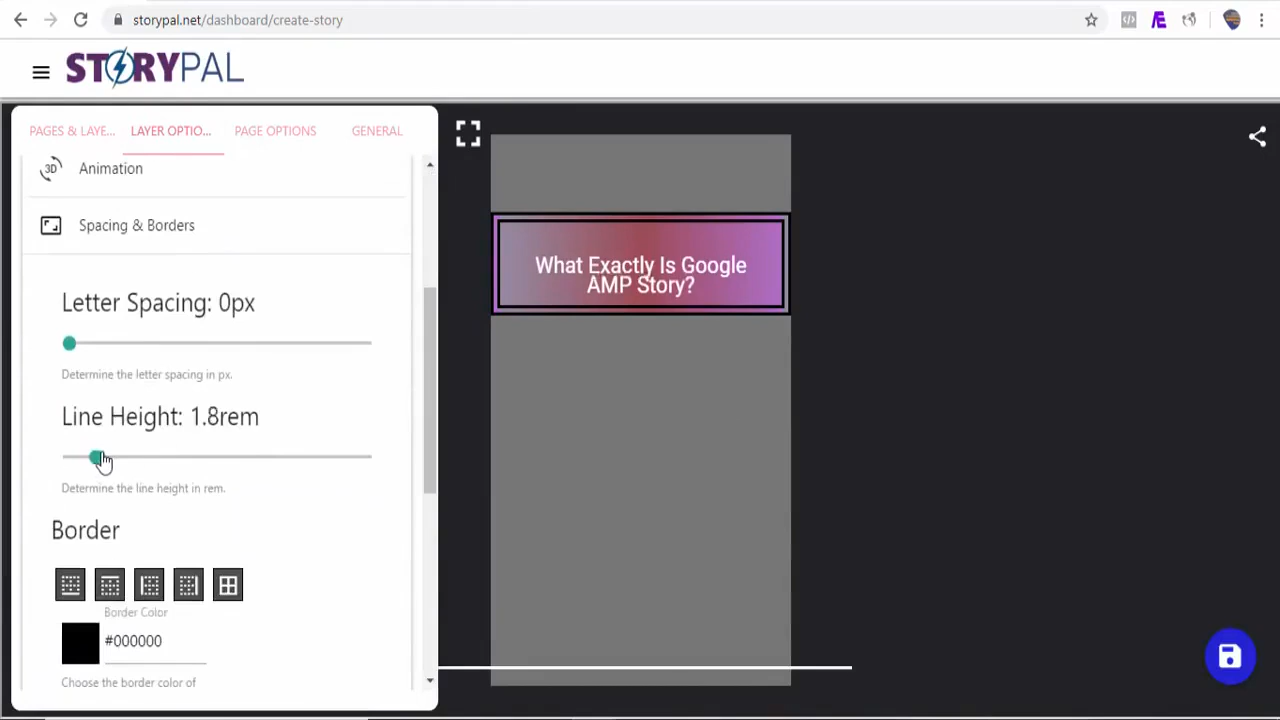 storypal.net/dashboard/create-story
STORYPAL
PAGES & LAYE...
LAYER OPTIO...
PAGE OPTIONS
GENERAL
3D
Animation
Spacing & Borders
Letter Spacing: 0px
Determine the letter spacing in px.
Line Height: 1.8rem
Determine the line height in rem.
Border
Border Color
#000000
Choose the border color of
What Exactly Is Google
AMP Story?